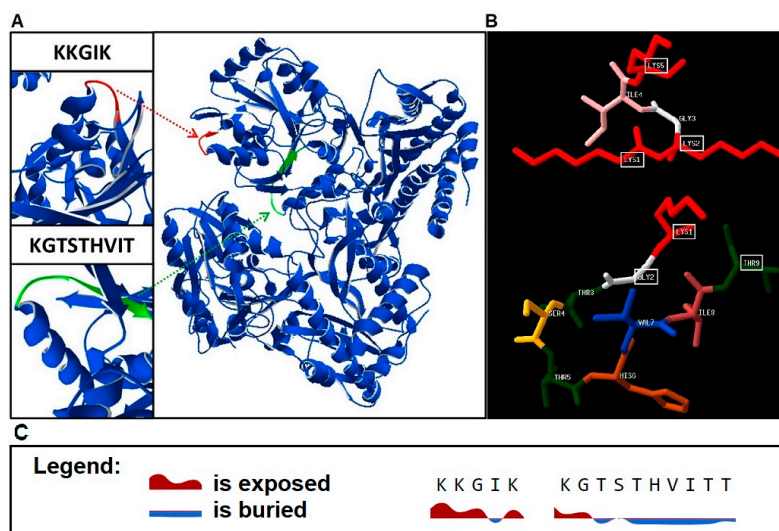 A
KKGIK
KGTSTHVIT
B
LYS5
ILE4
GLY3
LYS2
LYS1
LYS1
GLY2
THR9
THR3
SER4
VAL7
ILE8
THR5
HIS6
C
Legend:
is exposed
is buried
K K G I K
K G T S T H V I T T